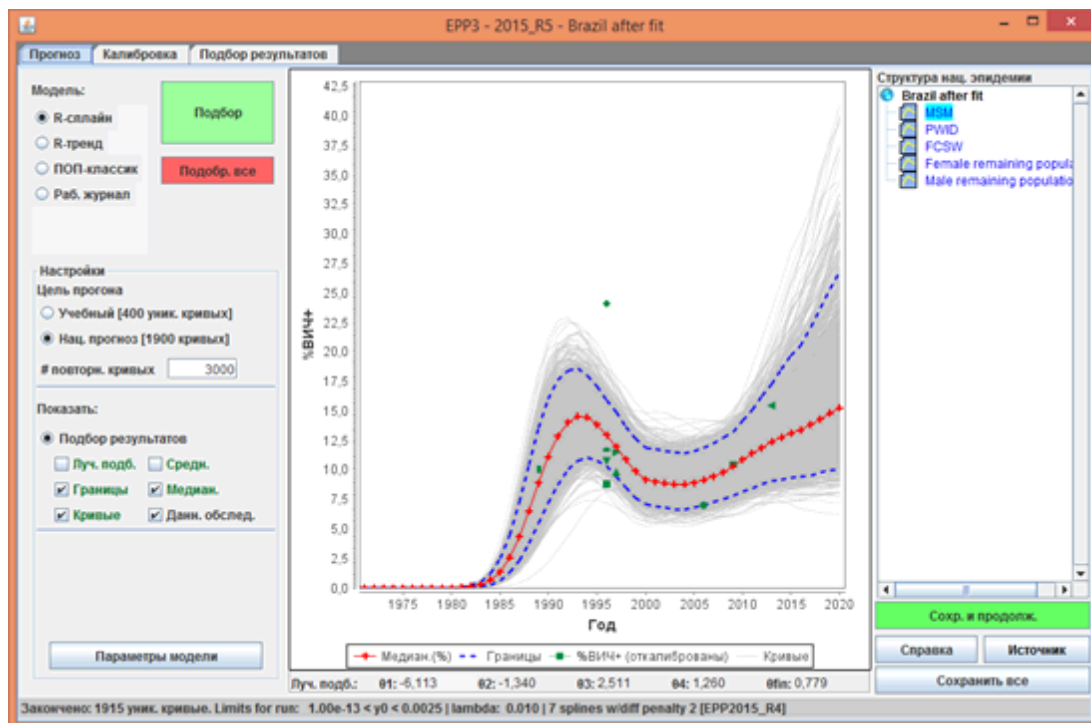 EPP3 - 2015_R5 - Brazil after fit
Прогноз
Калибровка
Подбор результатов
Модель:
R-сплайн
R-тренд
ПОП-классик
Раб. журнал
Подбор
Подобр. все
Настройки
Цель прогона
Учебный [400 уник. кривых]
Нац. прогноз [1900 кривых]
# повторн. кривых 3000
Показать:
Подбор результатов
Луч. подб. Средн.
Границы Медиан.
Кривые Данн. обслед.
Параметры модели
%ВИЧ+
42,5
40,0
37,5
35,0
32,5
30,0
27,5
25,0
22,5
20,0
17,5
15,0
12,5
10,0
7,5
5,0
2,5
0,0
1975 1980 1985 1990 1995 2000 2005 2010 2015 2020
Год
Медиан.(%) Границы %ВИЧ+ (откалиброваны) Кривые
Луч. подб.: θ1: -6,113 θ2: -1,340 θ3: 2,511 θ4: 1,260 θfin: 0,779
Структура нац. эпидемии
Brazil after fit
MSM
PWID
FCSW
Female remaining popula
Male remaining populatio
Сохр. и продолж.
Справка
Источник
Сохранить все
Закончено: 1915 уник. кривые. Limits for run: 1.00e-13 < y0 < 0.0025 | lambda: 0.010 | 7 splines w/diff penalty 2 [EPP2015_R4]